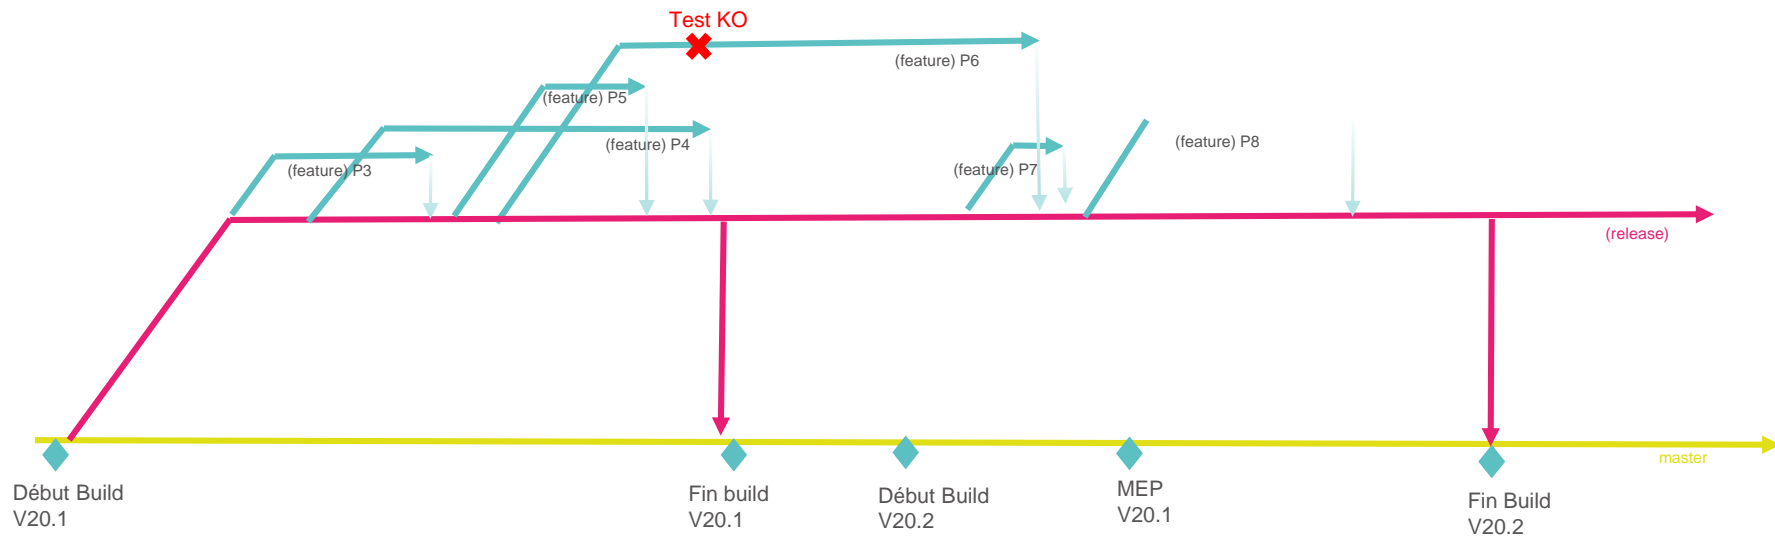 Test KO
(feature) P6
(feature) P5
(feature) P4
(feature) P3
(feature) P7
(feature) P8
(release)
master
Début Build
V20.1
Fin build
V20.1
Début Build
V20.2
MEP
V20.1
Fin Build
V20.2